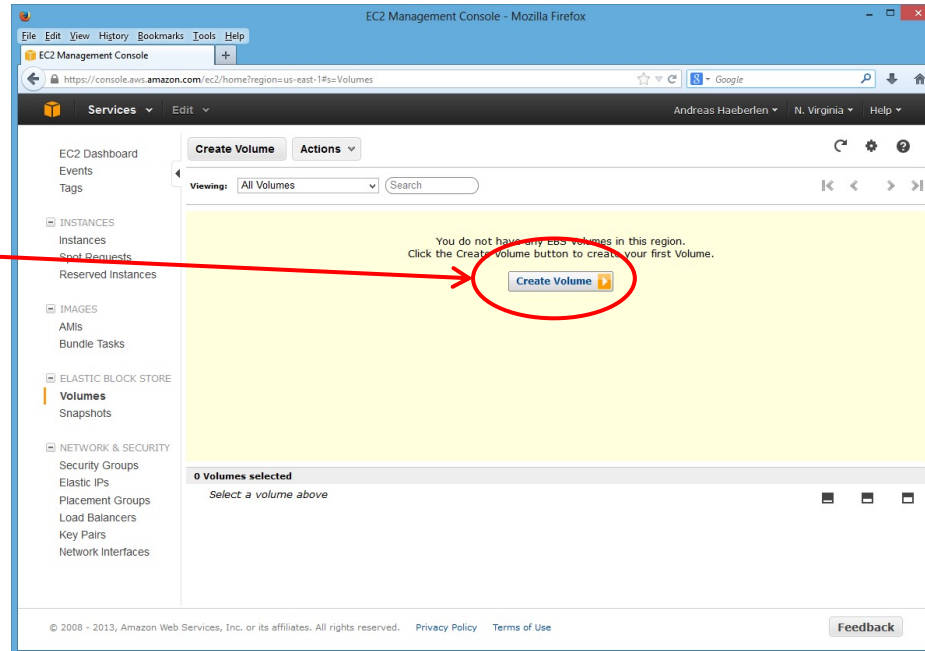 EC2 Management Console - Mozilla Firefox
File Edit View History Bookmarks Tools Help
EC2 Management Console +
https://console.aws.amazon.com/ec2/home?region=us-east-1#s=Volumes
8 Google
Services Edit Andreas Haeberlen N. Virginia Help
EC2 Dashboard
Events
Tags
INSTANCES
Instances
Spot Requests
Reserved Instances
IMAGES
AMIs
Bundle Tasks
ELASTIC BLOCK STORE
Volumes
Snapshots
NETWORK & SECURITY
Security Groups
Elastic IPs
Placement Groups
Load Balancers
Key Pairs
Network Interfaces
Create Volume Actions
Viewing: All Volumes Search
You do not have any EBS Volumes in this region.
Click the Create Volume button to create your first Volume.
Create Volume
0 Volumes selected
Select a volume above
© 2008 - 2013, Amazon Web Services, Inc. or its affiliates. All rights reserved. Privacy Policy Terms of Use
Feedback